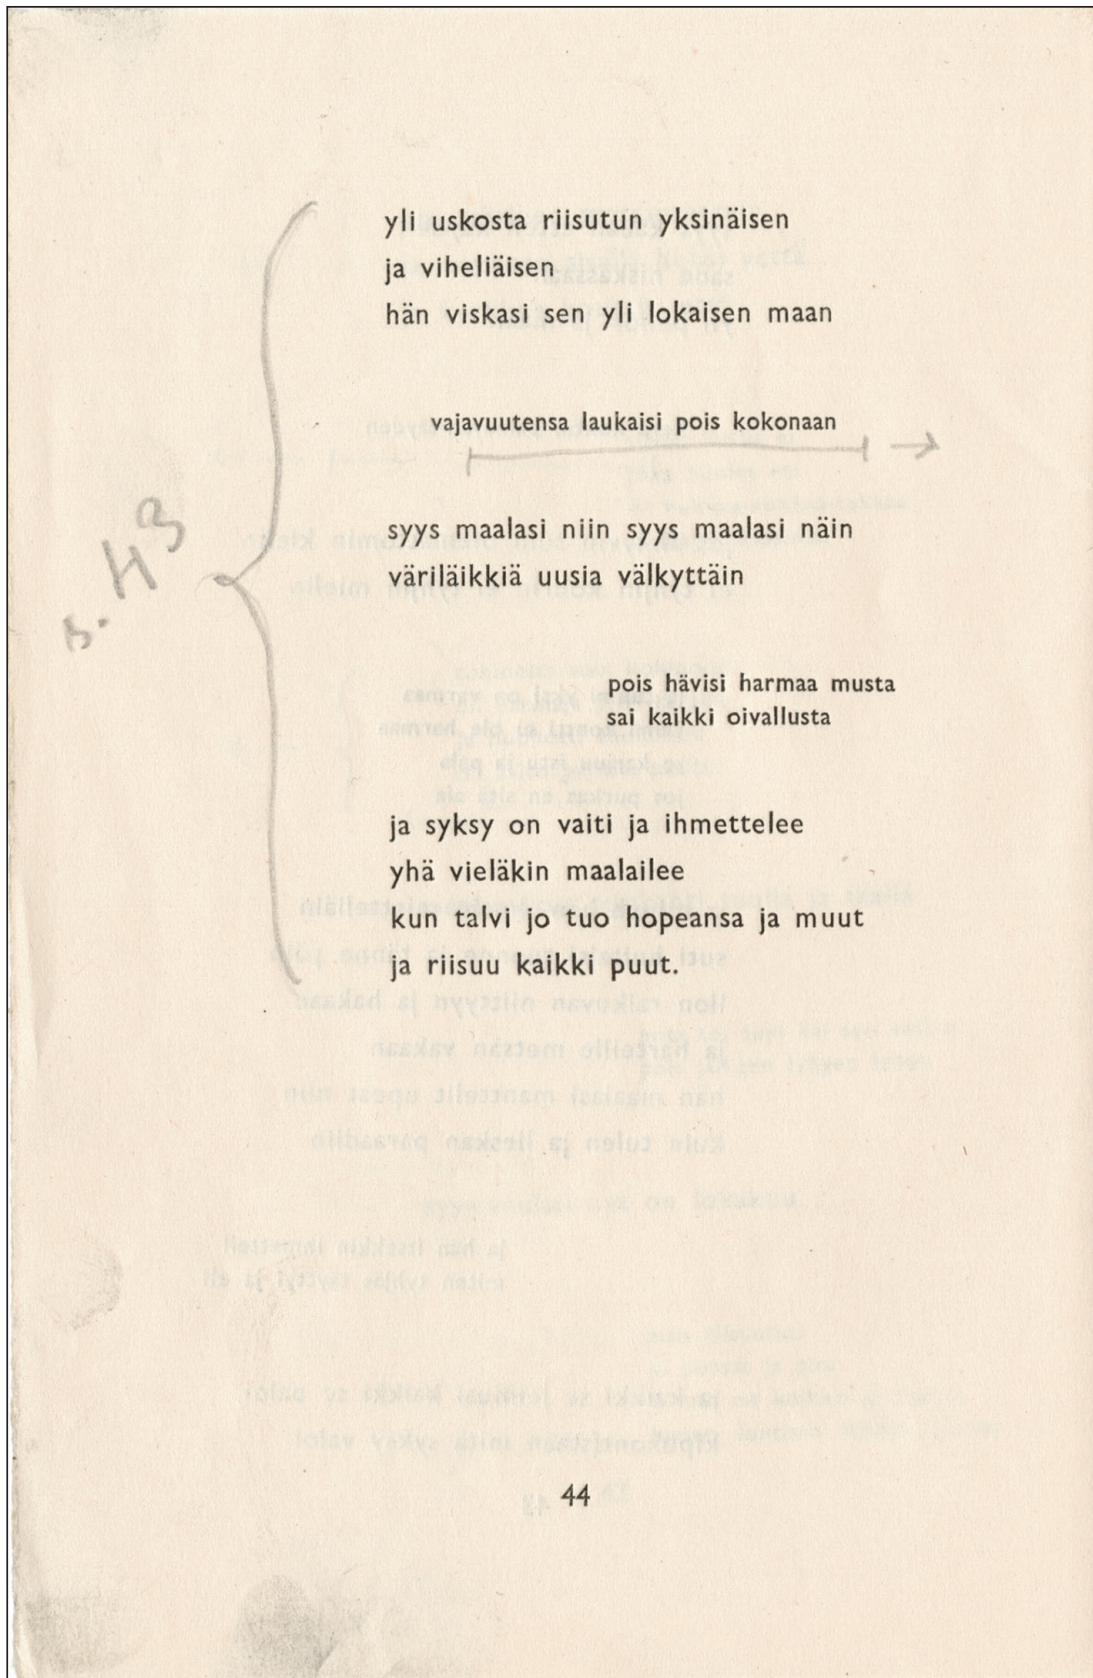 yli uskosta riisutun yksinäisen
ja viheliäisen
hän viskasi sen yli lokaisen maan
vajavuutensa laukaisi pois kokonaan
syys maalasi niin syys maalasi näin
väriläikkiä uusia välkyttäin
pois hävisi harmaa musta
sai kaikki oivallusta
ja syksy on vaiti ja ihmettelee
yhä vieläkin maalailee
kun talvi jo tuo hopeansa ja muut
ja riisuu kaikki puut.
44